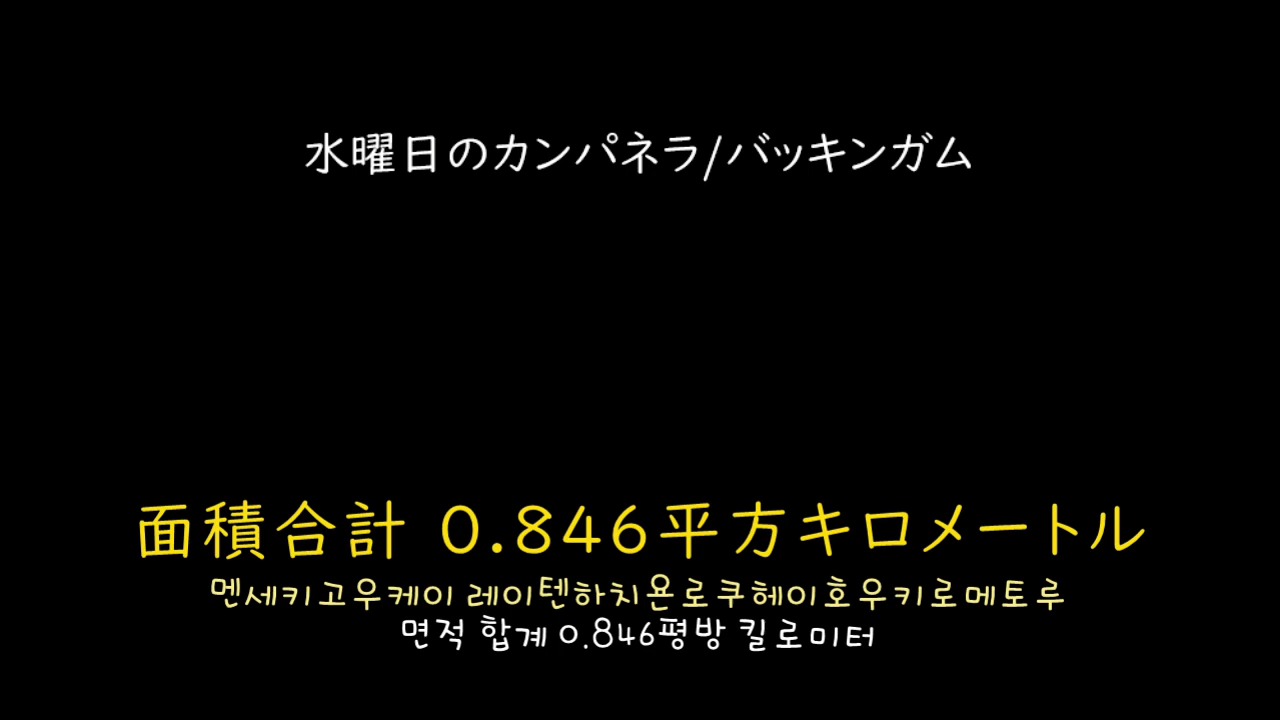 水曜日のカンパネラ/バッキンガム
面積合計 0.846平方キロメートル
멘세키고우케이 레이텐하치욘로쿠헤이호우키로메토루
면적 합계 0.846평방 킬로미터